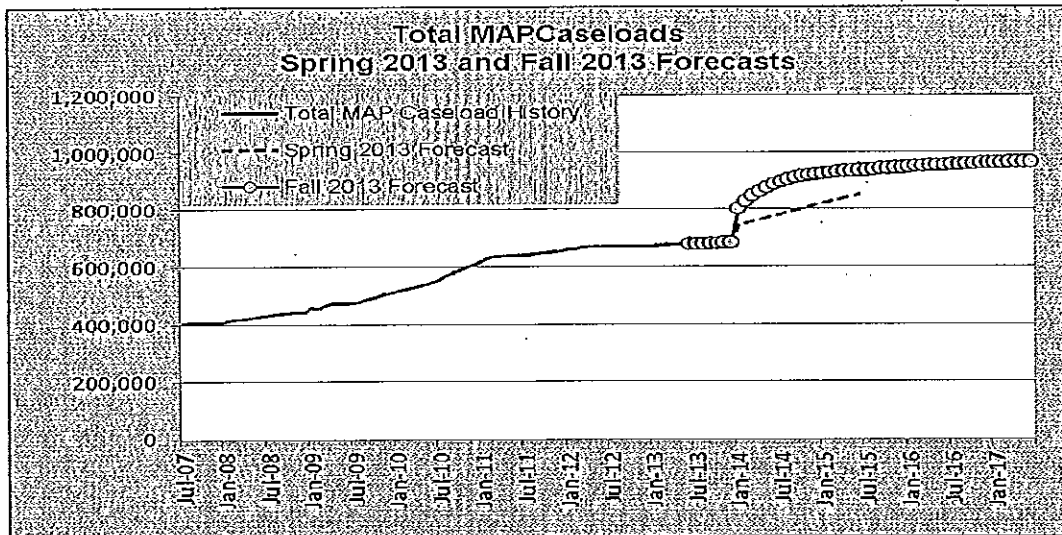 Total MAPCaseloads
Spring 2013 and Fall 2013 Forecasts
1,200,000
1,000,000
800,000
600,000
400,000
200,000
0
Total MAP Caseload History
Spring 2013 Forecast
Fall 2013 Forecast
Jul-07
Jan-08
Jul-08
Jan-09
Jul-09
Jan-10
Jul-10
Jan-11
Jul-11
Jan-12
Jul-12
Jan-13
Jul-13
Jan-14
Jul-14
Jan-15
Jul-15
Jan-16
Jul-16
Jan-17